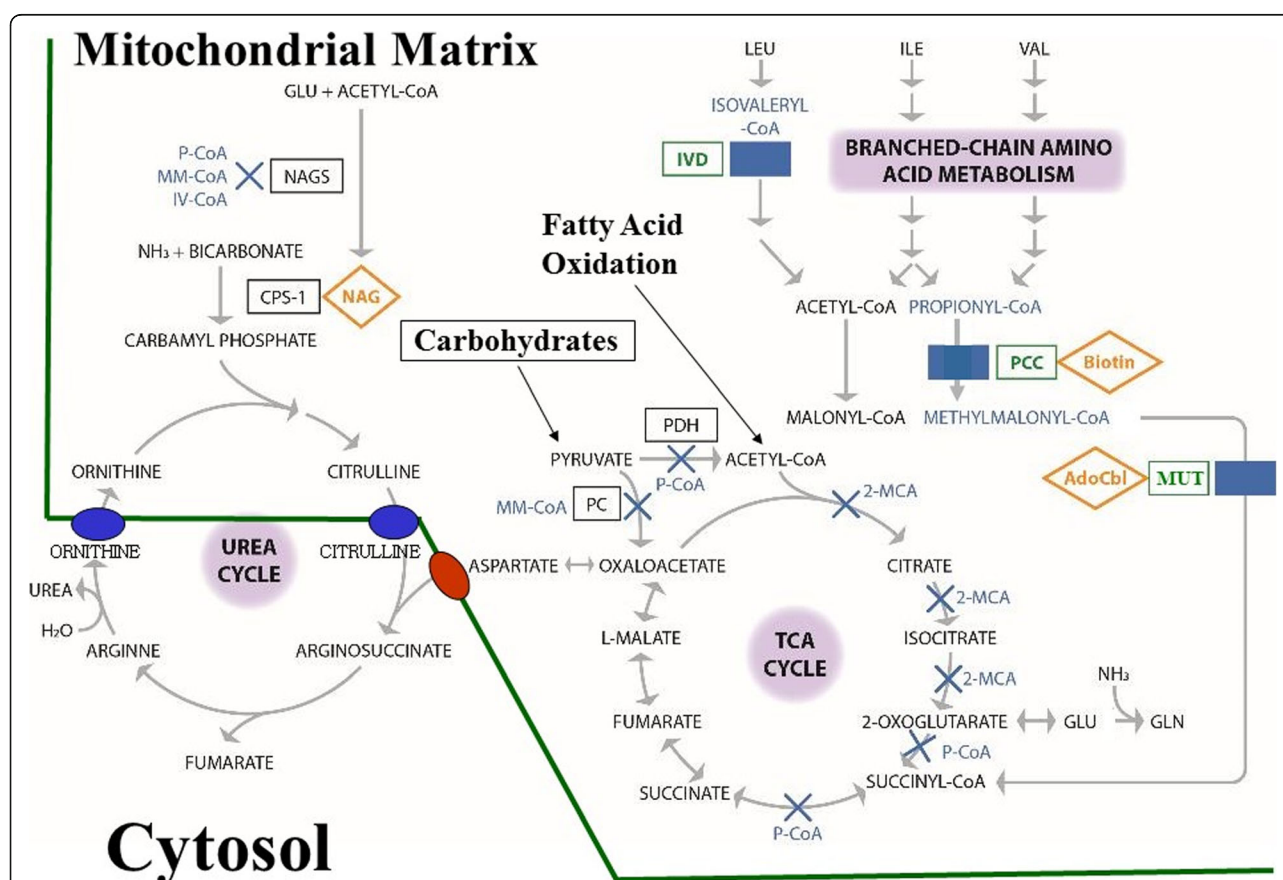 Mitochondrial Matrix
GLU + ACETYL-CoA
P-CoA
MM-CoA
IV-CoA
NAGS
NH₃ + BICARBONATE
CPS-1
NAG
CARBAMYL PHOSPHATE
ORNITHINE
CITRULLINE
ORNITHINE
CITRULLINE
UREA
CYCLE
UREA
H₂O
ARGINNE
ARGINOSUCCINATE
FUMARATE
Cytosol
LEU
ISOVALERYL
-CoA
IVD
ILE
VAL
BRANCHED-CHAIN AMINO
ACID METABOLISM
Fatty Acid
Oxidation
Carbohydrates
ACETYL-CoA
PROPIONYL-CoA
PCC
Biotin
MALONYL-CoA
METHYLMALONYL-CoA
AdoCbl
MUT
PYRUVATE
PDH
P-CoA
ACETYL-CoA
MM-CoA
PC
2-MCA
ASPARTATE
OXALOACETATE
CITRATE
2-MCA
ISOCITRATE
2-MCA
L-MALATE
TCA
CYCLE
FUMARATE
2-OXOGLUTARATE
GLU
NH₃
GLN
P-CoA
SUCCINYL-CoA
SUCCINATE
P-CoA